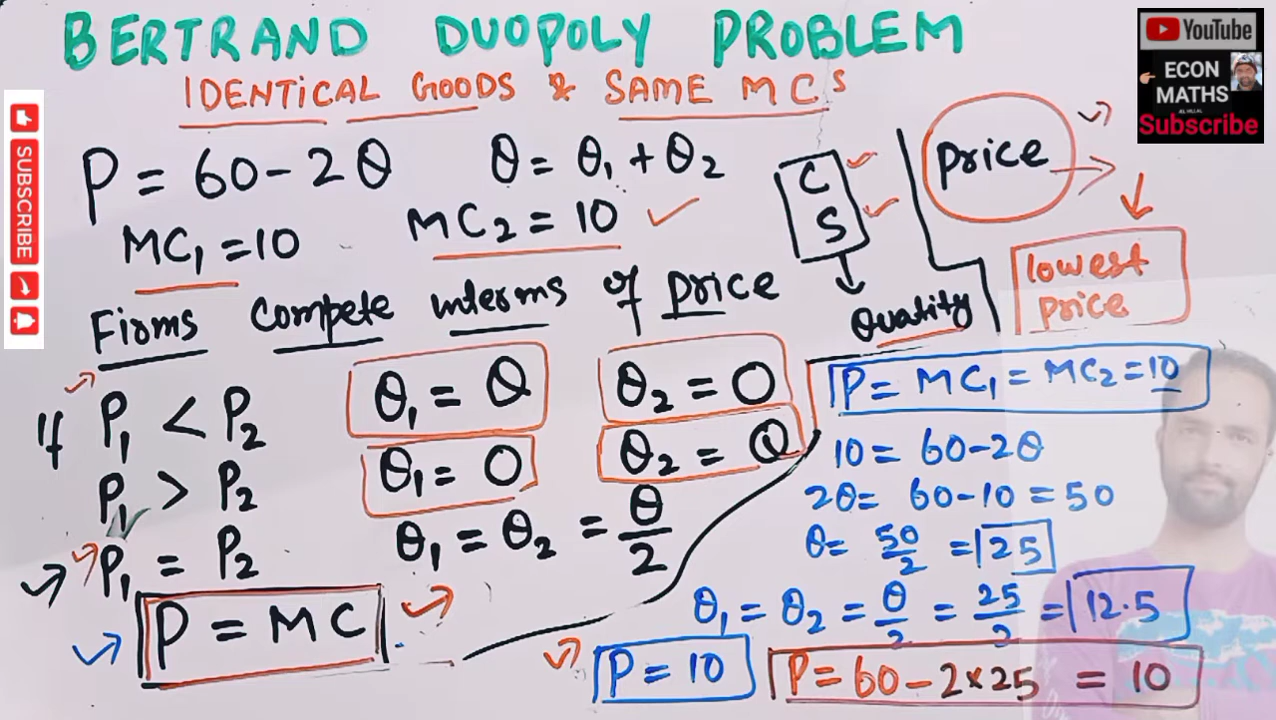 BERTRAND DUOPOLY PROBLEM
IDENTICAL GOODS & SAME MCs
P = 60 - 2Q
Q = Q₁ + Q₂
MC₁ = 10
MC₂ = 10
Firms Compete interms of price
If P₁ < P₂
Q₁ = Q
Q₂ = 0
P₁ > P₂
Q₁ = 0
Q₂ = Q
P₁ = P₂
Q₁ = Q₂ = Q/2
P = MC
C
S
Quality
price
lowest
price
P = MC₁ = MC₂ = 10
10 = 60 - 2Q
2Q = 60 - 10 = 50
Q = 50/2 = 25
Q₁ = Q₂ = Q/2 = 25/2 = 12.5
P = 10
P = 60 - 2×25 = 10
YouTube
ECON
MATHS
Subscribe
SUBSCRIBE